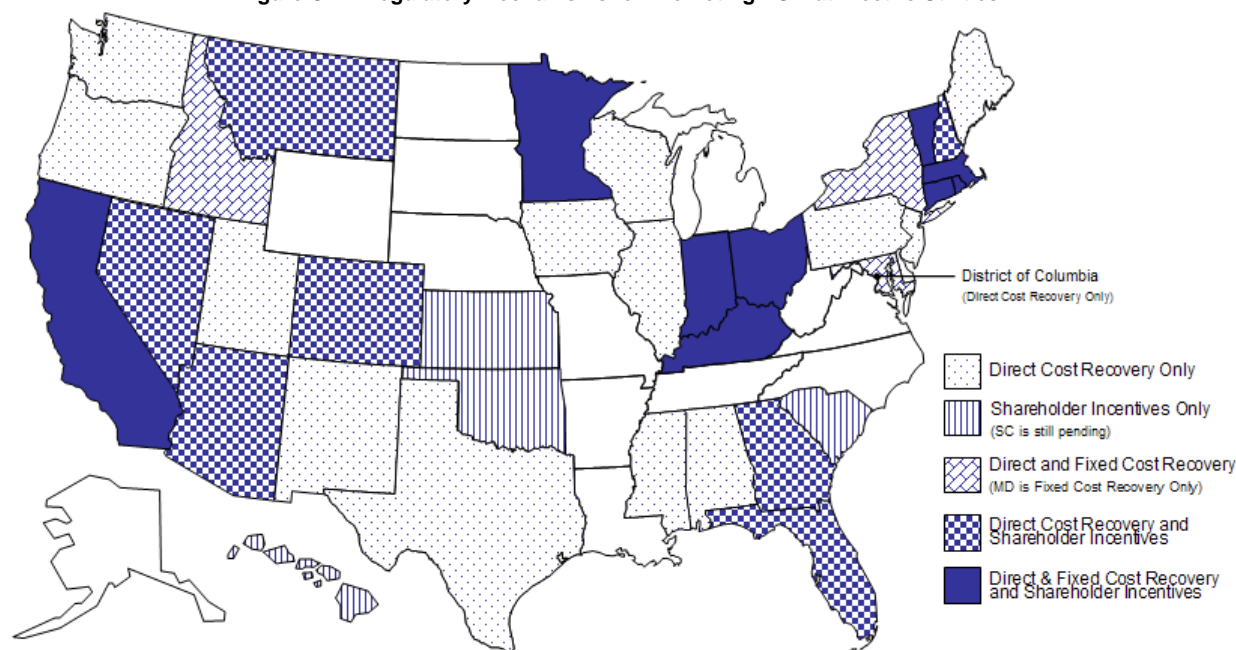 District of Columbia
(Direct Cost Recovery Only)
Direct Cost Recovery Only
Shareholder Incentives Only
(SC is still pending)
Direct and Fixed Cost Recovery
(MD is Fixed Cost Recovery Only)
Direct Cost Recovery and
Shareholder Incentives
Direct & Fixed Cost Recovery
and Shareholder Incentives